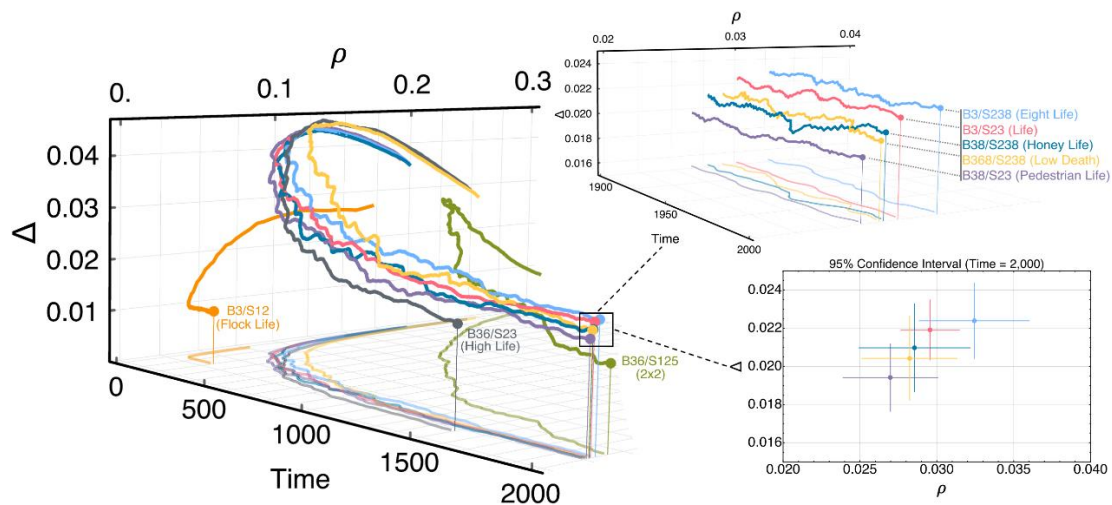 ρ
0.
0.1
0.2
0.3
0.04
0.03
Δ
0.02
0.01
B3/S12
(Flock Life)
B36/S23
(High Life)
B36/S125
(2x2)
0
500
1000
1500
2000
Time
ρ
0.02
0.03
0.04
0.024
0.022
0.020
Δ
0.018
0.016
1900
1950
2000
Time
B3/S238 (Eight Life)
B3/S23 (Life)
B38/S238 (Honey Life)
B368/S238 (Low Death)
B38/S23 (Pedestrian Life)
95% Confidence Interval (Time = 2,000)
0.024
0.022
Δ
0.020
0.018
0.016
0.020
0.025
0.030
0.035
0.040
ρ